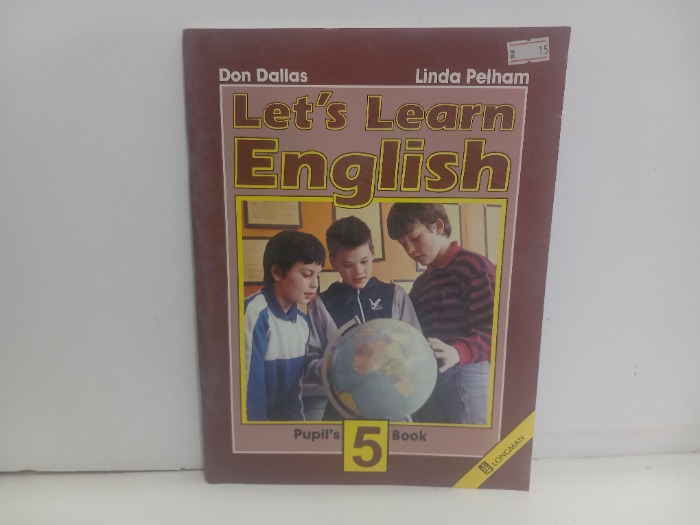 15
Don Dallas Linda Pelham
Let's Learn
English
Pupil's 5 Book
LONGMAN